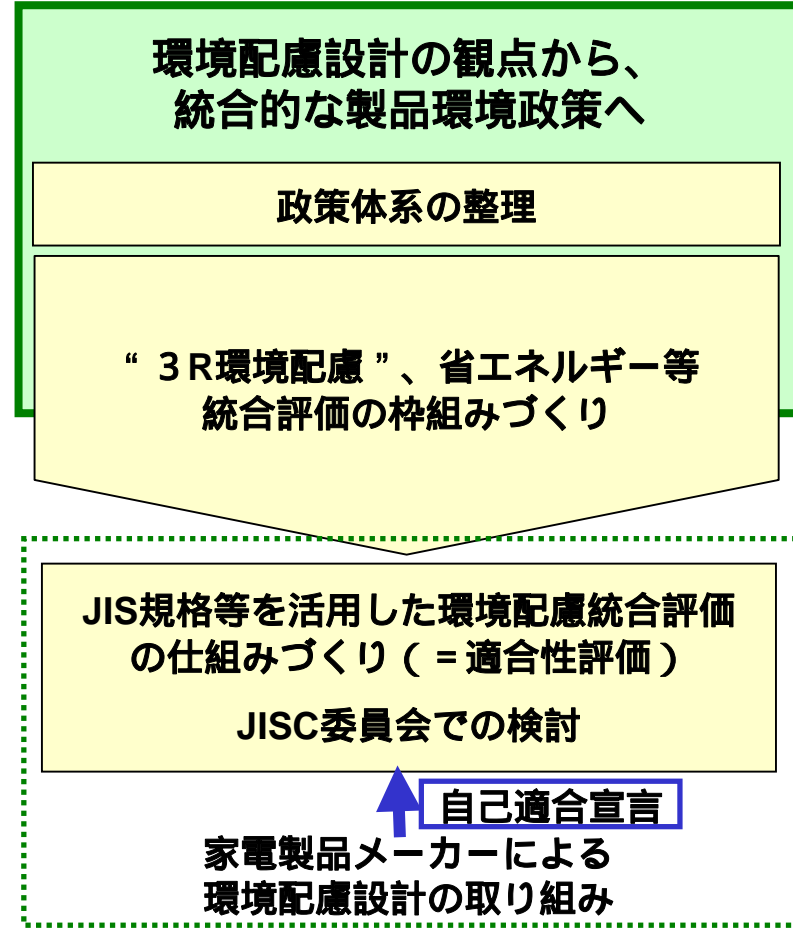 環境配慮設計の観点から、
統合的な製品環境政策へ
政策体系の整理
“３R環境配慮”、省エネルギー等
統合評価の枠組みづくり
JIS規格等を活用した環境配慮統合評価
の仕組みづくり（＝適合性評価）
JISC委員会での検討
自己適合宣言
家電製品メーカーによる
環境配慮設計の取り組み